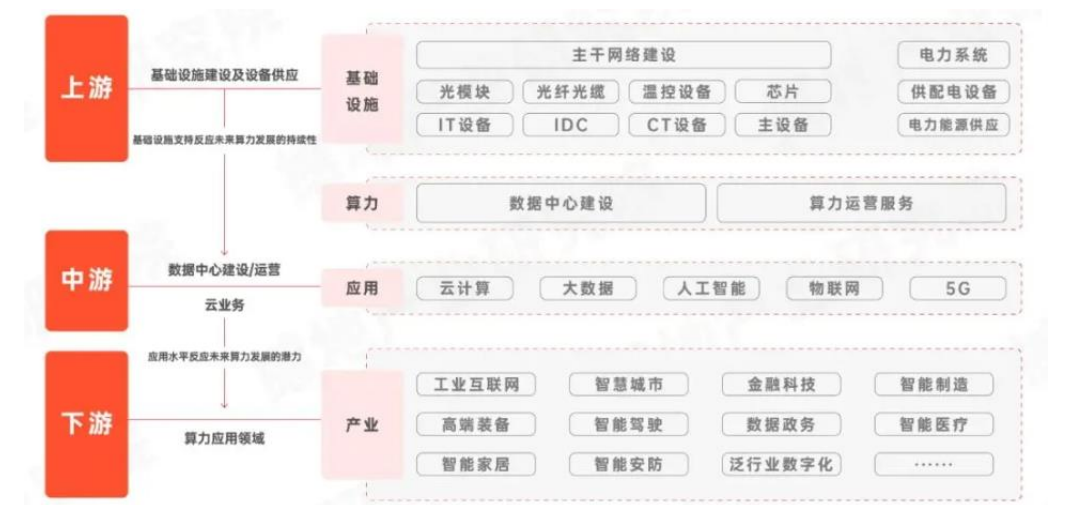 上游
基础设施建设及设备供应
基础设施支持反应未来算力发展的持续性
基础
设施
主干网络建设
电力系统
光模块
光纤光缆
温控设备
芯片
供配电设备
IT设备
IDC
CT设备
主设备
电力能源供应
算力
数据中心建设
算力运营服务
中游
数据中心建设/运营
云业务
应用
云计算
大数据
人工智能
物联网
5G
应用水平反应未来算力发展的潜力
下游
算力应用领域
产业
工业互联网
智慧城市
金融科技
智能制造
高端装备
智能驾驶
数据政务
智能医疗
智能家居
智能安防
泛行业数字化
······